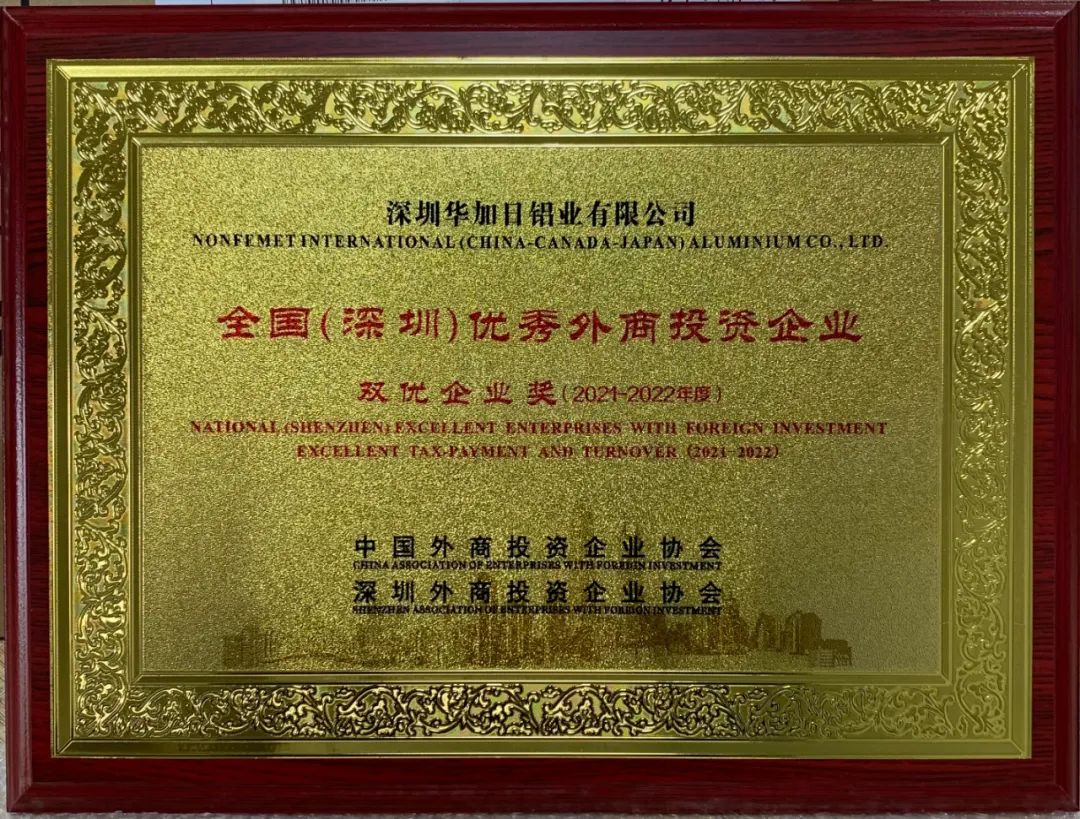 深圳华加日铝业有限公司
NONFEMET INTERNATIONAL (CHINA-CANADA-JAPAN) ALUMINIUM CO., LTD.
全国(深圳)优秀外商投资企业
双优企业奖(2021-2022年度)
NATIONAL (SHENZHEN) EXCELLENT ENTERPRISES WITH FOREIGN INVESTMENT
EXCELLENT TAX-PAYMENT AND TURNOVER (2021-2022)
中国外商投资企业协会
CHINA ASSOCIATION OF ENTERPRISES WITH FOREIGN INVESTMENT
深圳外商投资企业协会
SHENZHEN ASSOCIATION OF ENTERPRISES WITH FOREIGN INVESTMENT